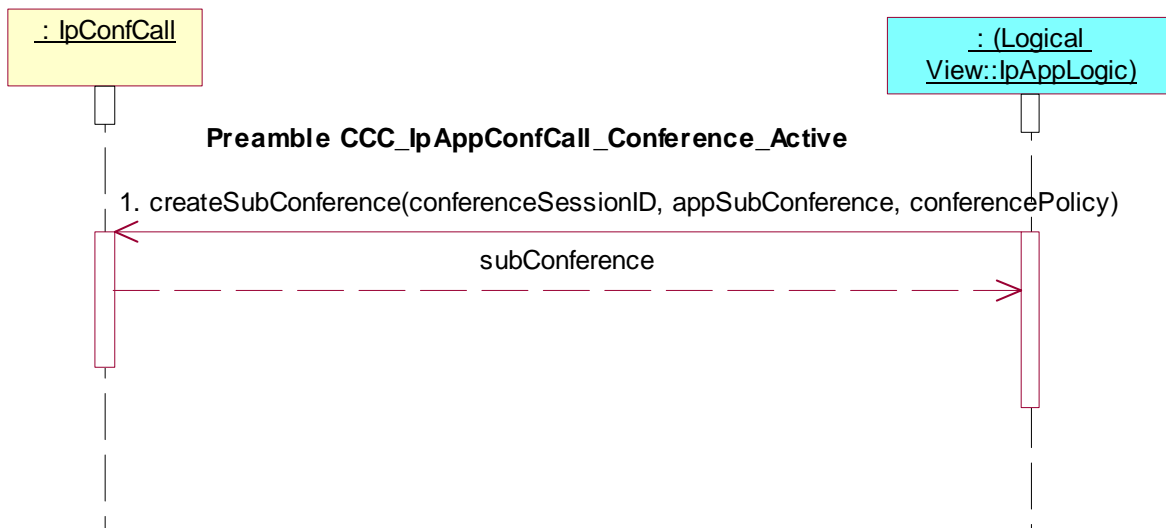 : IpConfCall
: (Logical
View::IpAppLogic)
Preamble CCC_IpAppConfCall_Conference_Active
1. createSubConference(conferenceSessionID, appSubConference, conferencePolicy)
subConference